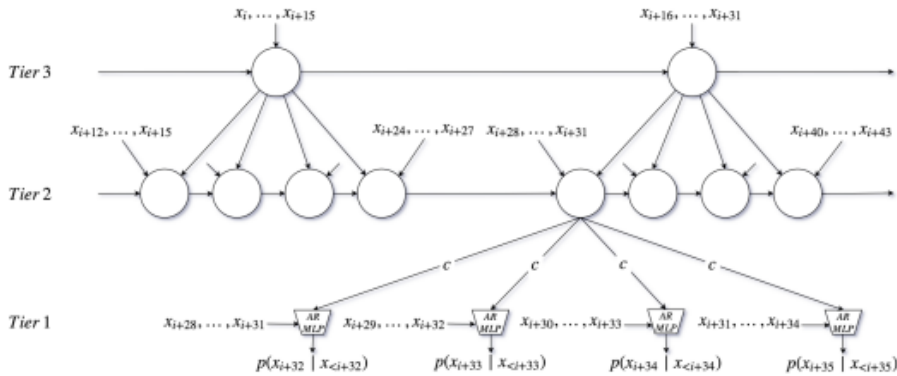 x_i, … , x_{i+15} x_{i+16}, … , x_{i+31}
Tier 3
x_{i+12}, … , x_{i+15} x_{i+24}, … , x_{i+27} x_{i+28}, … , x_{i+31} x_{i+40}, … , x_{i+43}
Tier 2
c c c c
Tier 1
x_{i+28}, … , x_{i+31} AR MLP x_{i+29}, … , x_{i+32} AR MLP x_{i+30}, … , x_{i+33} AR MLP x_{i+31}, … , x_{i+34} AR MLP
p(x_{i+32} | x_{<i+32}) p(x_{i+33} | x_{<i+33}) p(x_{i+34} | x_{<i+34}) p(x_{i+35} | x_{<i+35})